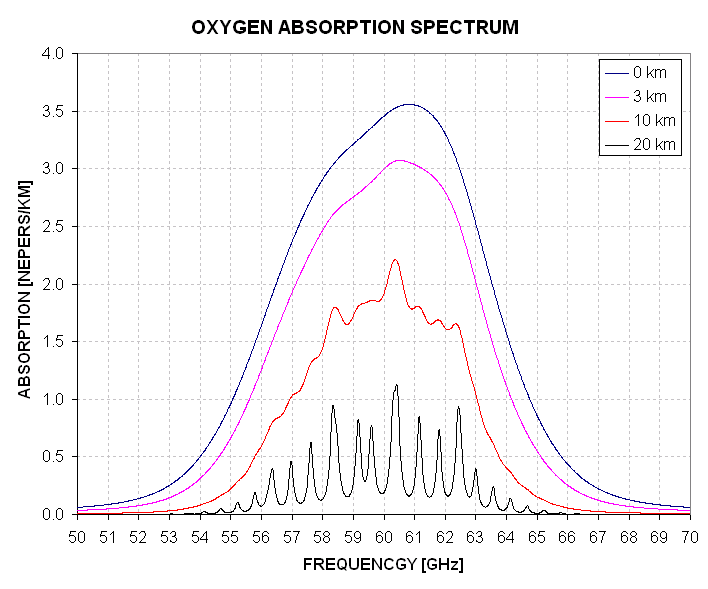 OXYGEN ABSORPTION SPECTRUM
4.0
3.5
3.0
2.5
2.0
1.5
1.0
0.5
0.0
ABSORPTION [NEPERS/KM]
0 km
3 km
10 km
20 km
50 51 52 53 54 55 56 57 58 59 60 61 62 63 64 65 66 67 68 69 70
FREQUENCGY [GHz]